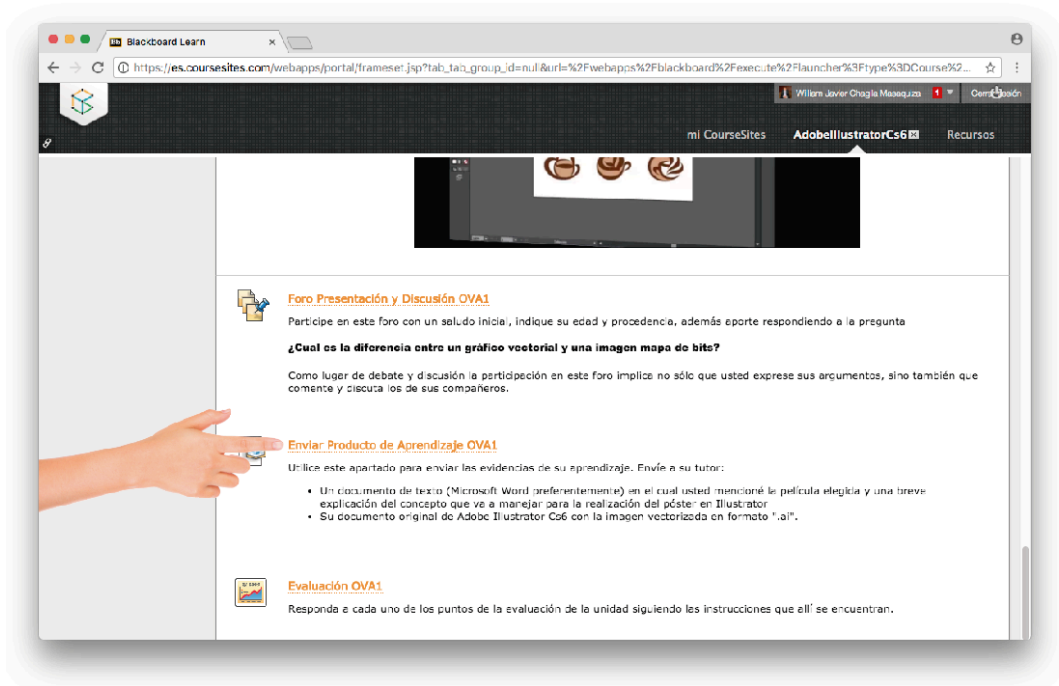 Blackboard Learn
https://es.coursesites.com/webapps/portal/frameset.jsp?tab_tab_group_id=null&url=%2Fwebapps%2Fblackboard%2Fexecute%2Flauncher%3Ftype%3DCourse%2...
Javier 1
mi CourseSites AdobeIllustratorCs6 Recursos
Foro Presentación y Discusión OVA1
Participe en este foro con un saludo inicial, indique su edad y procedencia, además aporte respondiendo a la pregunta
¿Cual es la diferencia entre un gráfico vectorial y una imagen mapa de bits?
Como lugar de debate y discusión la participación en este foro implica no sólo que usted exprese sus argumentos, sino también que
comente y discuta los de sus compañeros.
Enviar Producto de Aprendizaje OVA1
Utilice este apartado para enviar las evidencias de su aprendizaje. Envíe a su tutor:
• Un documento de texto (Microsoft Word preferentemente) en el cual usted mencioné la película elegida y una breve
explicación del concepto que va a manejar para la realización del póster en Illustrator
• Su documento original de Adobe Illustrator Cs6 con la imagen vectorizada en formato ".ai".
Evaluación OVA1
Responda a cada uno de los puntos de la evaluación de la unidad siguiendo las instrucciones que allí se encuentran.